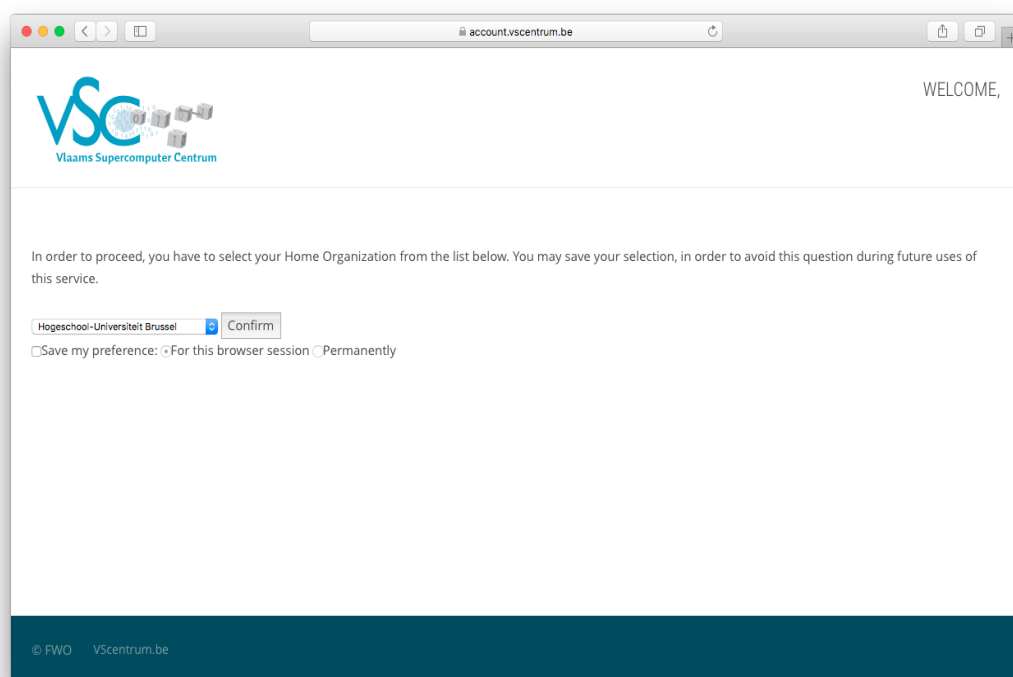 account.vscentrum.be
WELCOME,
VSC
Vlaams Supercomputer Centrum
In order to proceed, you have to select your Home Organization from the list below. You may save your selection, in order to avoid this question during future uses of
this service.
Hogeschool-Universiteit Brussel Confirm
Save my preference: For this browser session Permanently
© FWO VScentrum.be